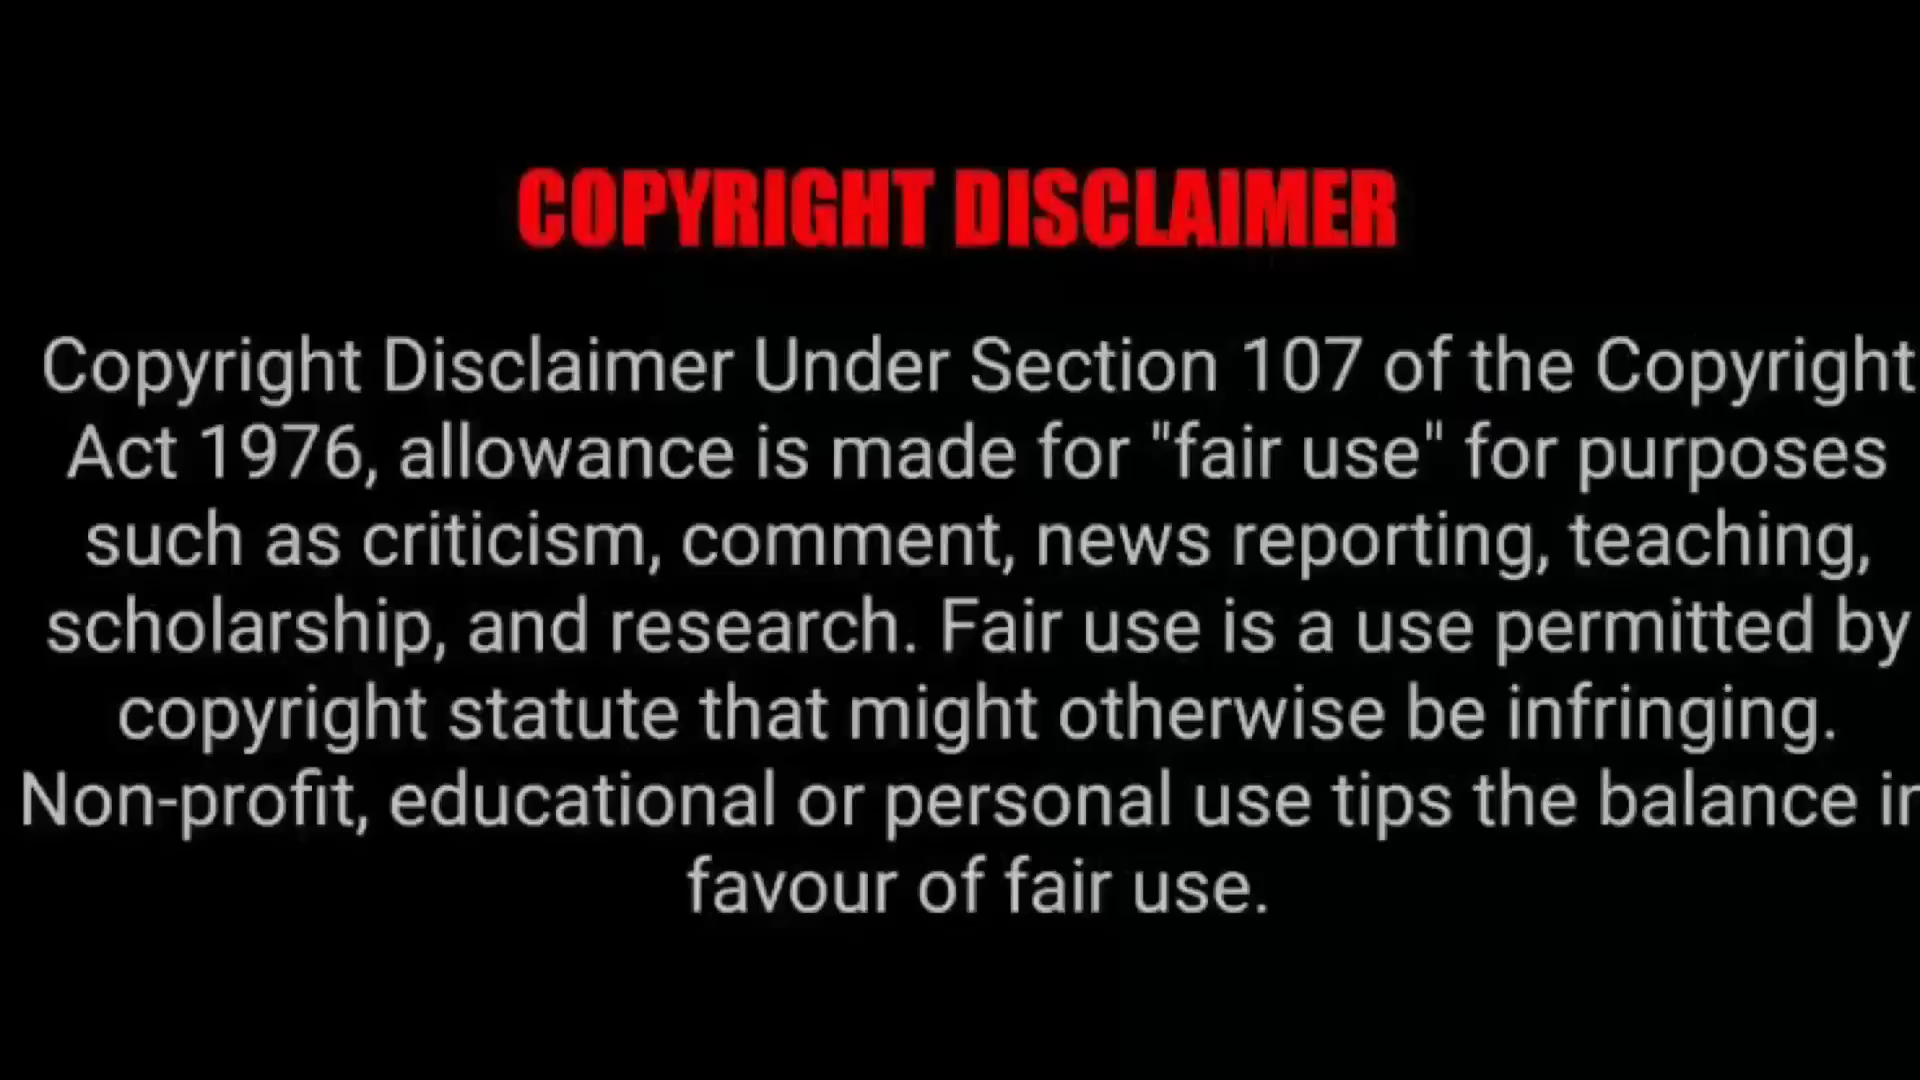 COPYRIGHT DISCLAIMER
Copyright Disclaimer Under Section 107 of the Copyright
Act 1976, allowance is made for "fair use" for purposes
such as criticism, comment, news reporting, teaching,
scholarship, and research. Fair use is a use permitted by
copyright statute that might otherwise be infringing.
Non-profit, educational or personal use tips the balance in
favour of fair use.